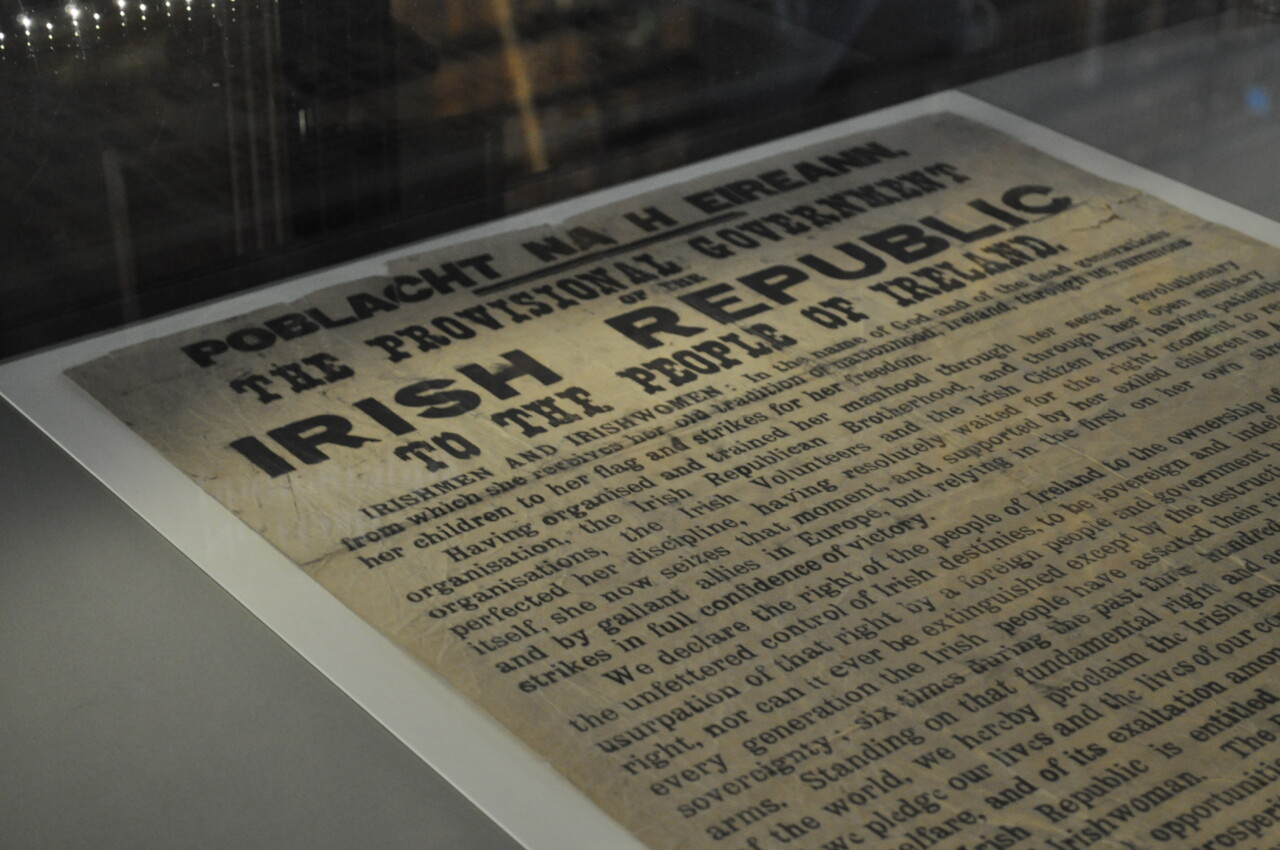 POBLACHT NA H EIREANN.
THE PROVISIONAL GOVERNMENT
OF THE
IRISH REPUBLIC
TO THE PEOPLE OF IRELAND.
IRISHMEN AND IRISHWOMEN : In the name of God and of the dead generations
from which she receives her old tradition of nationhood, Ireland, through us, summons
her children to her flag and strikes for her freedom.
Having organised and trained her manhood through her secret revolutionary
organisation, the Irish Republican Brotherhood, and through her open military
organisations, the Irish Volunteers and the Irish Citizen Army, having patiently
perfected her discipline, having resolutely waited for the right moment to
itself, she now seizes that moment, and, supported by her exiled children in
and by gallant allies in Europe, but relying in the first on her own
strikes in full confidence of victory.
We declare the right of the people of Ireland to the ownership of
the unfettered control of Irish destinies, to be sovereign and
usurpation of that right by a foreign people and government
right, nor can it ever be extinguished except by the
every generation the Irish people have asserted their
sovereignty; six times during the past three hundred
arms. Standing on that fundamental right and
the world, we hereby proclaim the Irish
we pledge our lives and the lives of our
and of its exaltation among
Irish Republic is entitled
Irishwoman. The
opportunities